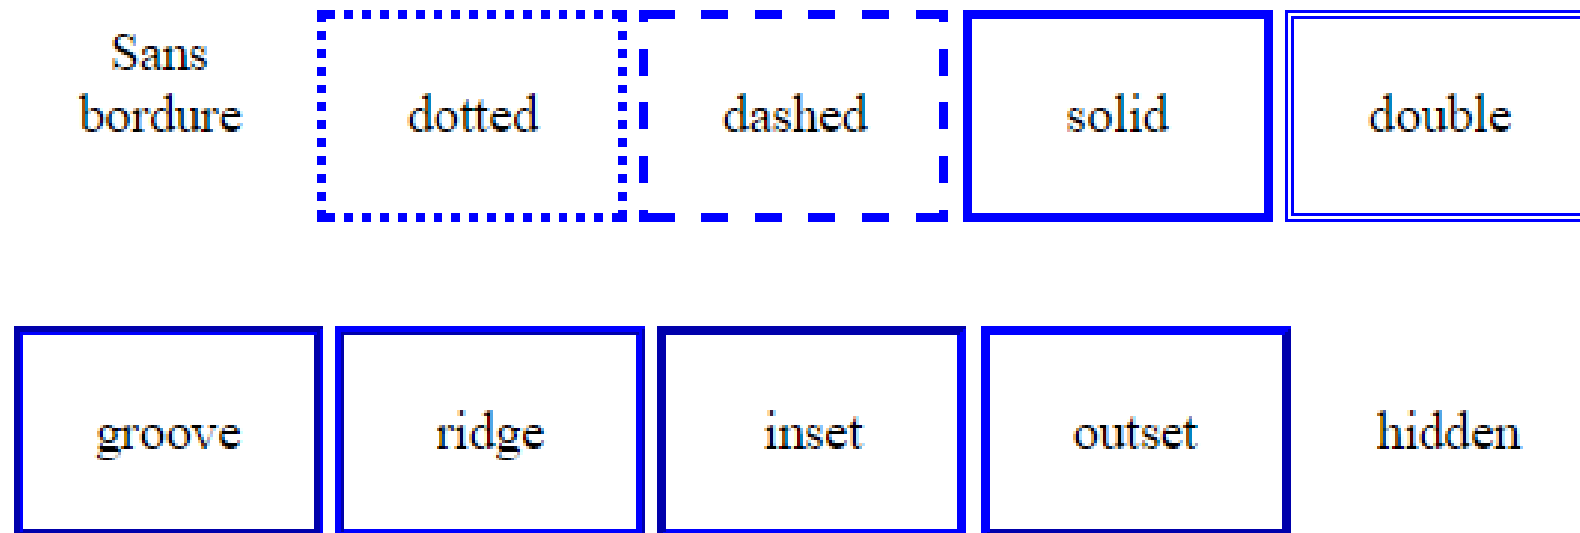 Sans
bordure
dotted
dashed
solid
double
groove
ridge
inset
outset
hidden